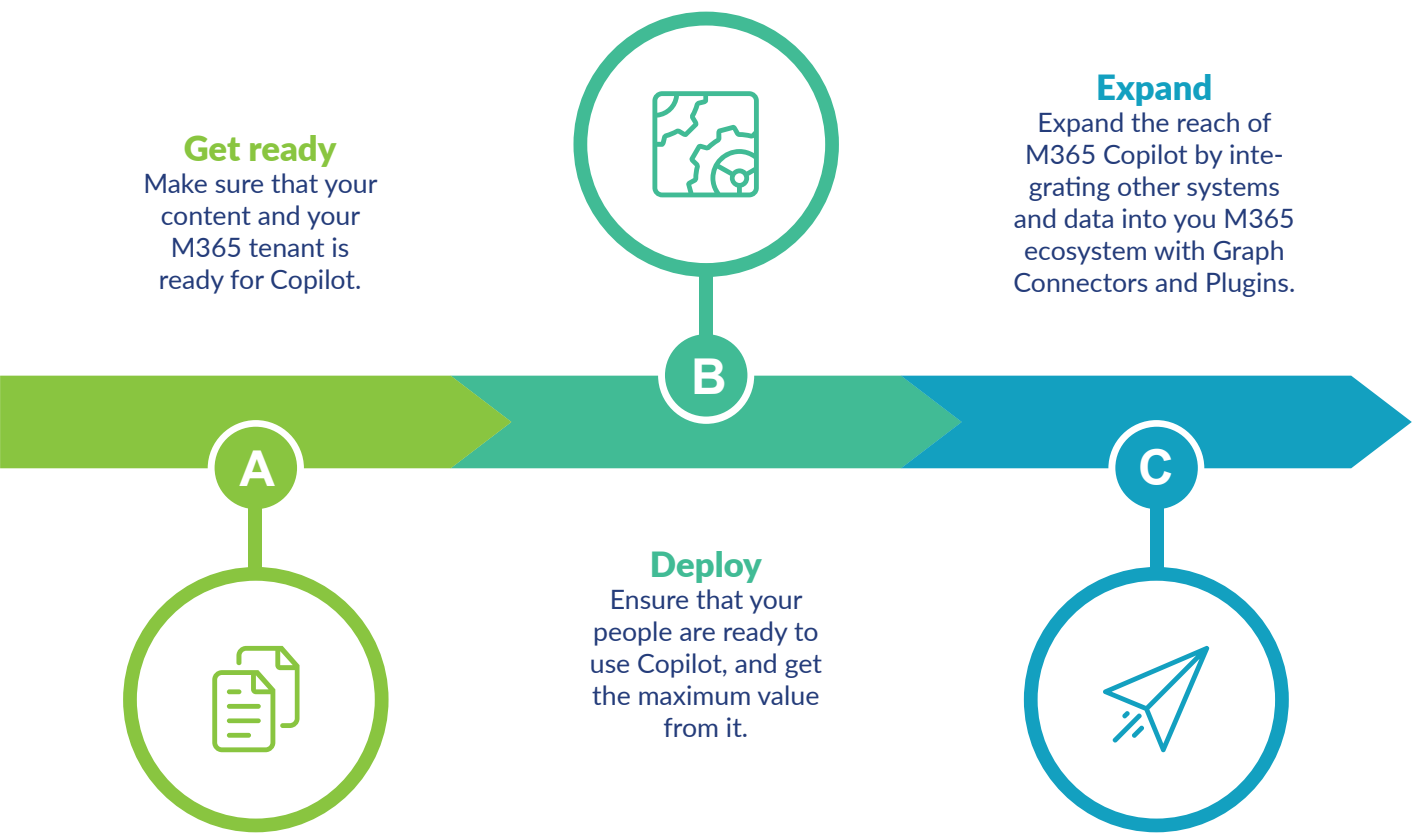 Get ready
Make sure that your
content and your
M365 tenant is
ready for Copilot.
A
B
Deploy
Ensure that your
people are ready to
use Copilot, and get
the maximum value
from it.
Expand
Expand the reach of
M365 Copilot by inte-
grating other systems
and data into you M365
ecosystem with Graph
Connectors and Plugins.
C